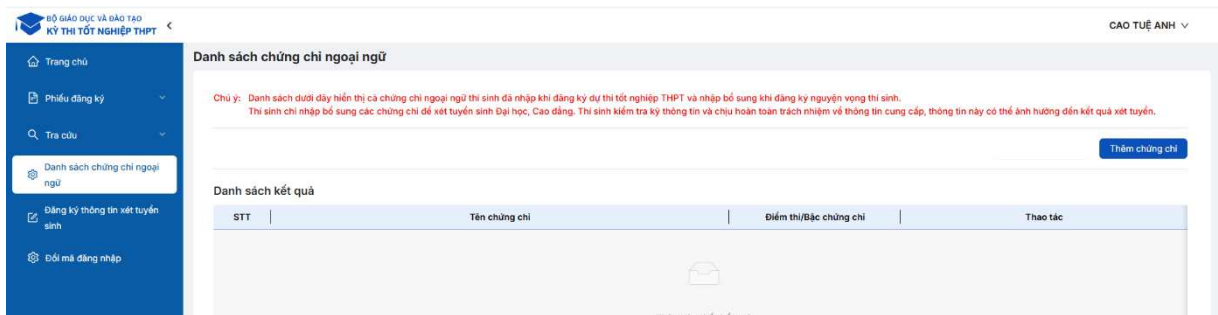 BỘ GIÁO DỤC VÀ ĐÀO TẠO
KỲ THI TỐT NGHIỆP THPT
CAO TUỆ ANH
Trang chủ
Phiếu đăng ký
Tra cứu
Danh sách chứng chỉ ngoại
ngữ
Đăng ký thông tin xét tuyển
sinh
Đổi mã đăng nhập
Danh sách chứng chỉ ngoại ngữ
Chú ý: Danh sách dưới đây hiển thị cả chứng chỉ ngoại ngữ thí sinh đã nhập khi đăng ký dự thi tốt nghiệp THPT và nhập bổ sung khi đăng ký nguyện vọng thí sinh.
Thí sinh chỉ nhập bổ sung các chứng chỉ để xét tuyển sinh Đại học, Cao đẳng. Thí sinh kiểm tra kỹ thông tin và chịu hoàn toàn trách nhiệm về thông tin cung cấp, thông tin này có thể ảnh hưởng đến kết quả xét tuyển.
Thêm chứng chỉ
Danh sách kết quả
STT Tên chứng chỉ Điểm thi/Bậc chứng chỉ Thao tác